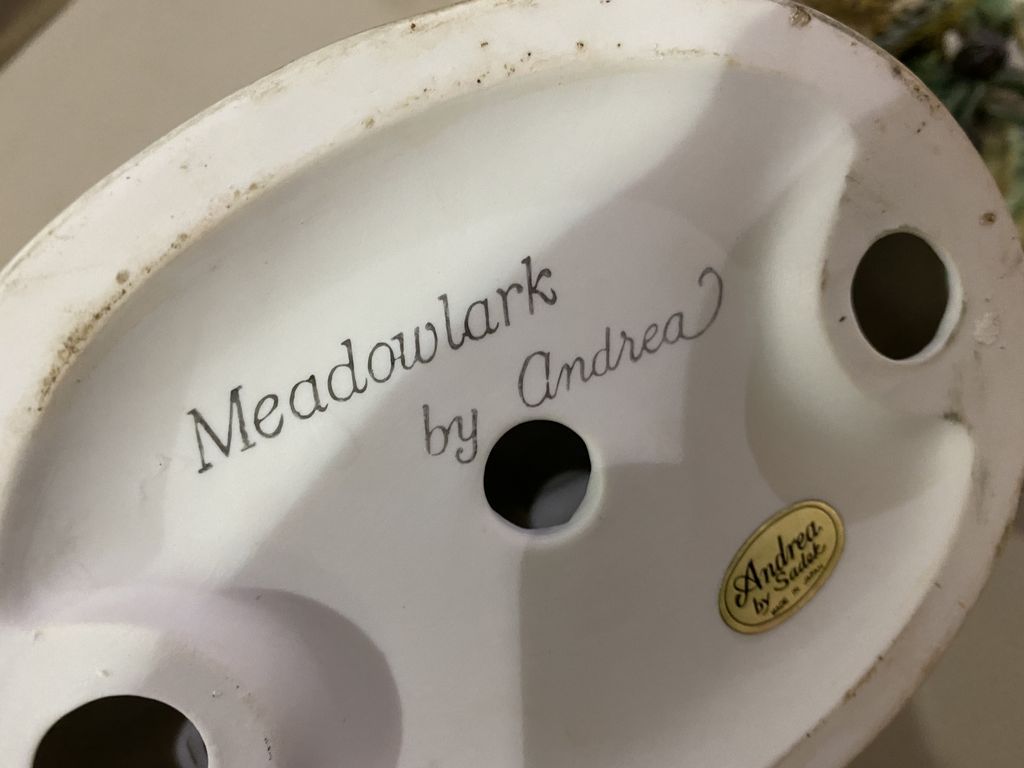 Meadowlark
by Andrea
Andrea
by Sadek
MADE IN JAPAN